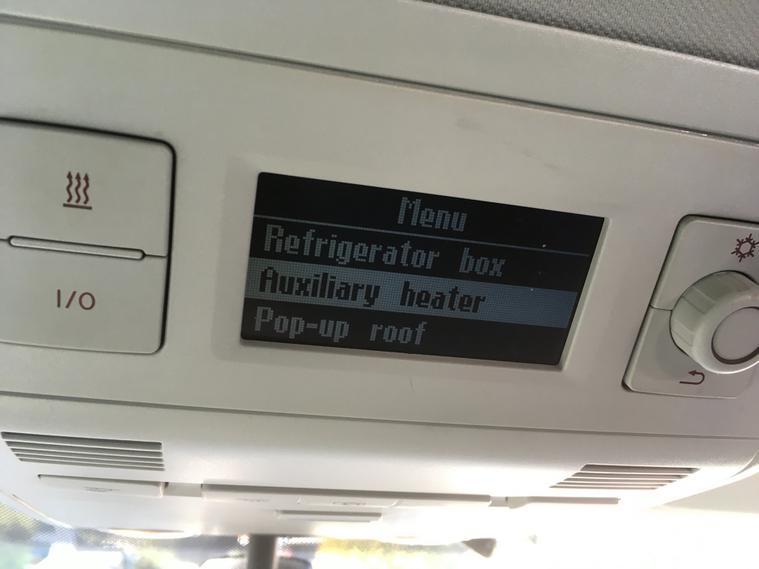 Menu
Refrigerator box
Auxiliary heater
Pop-up roof
I/O